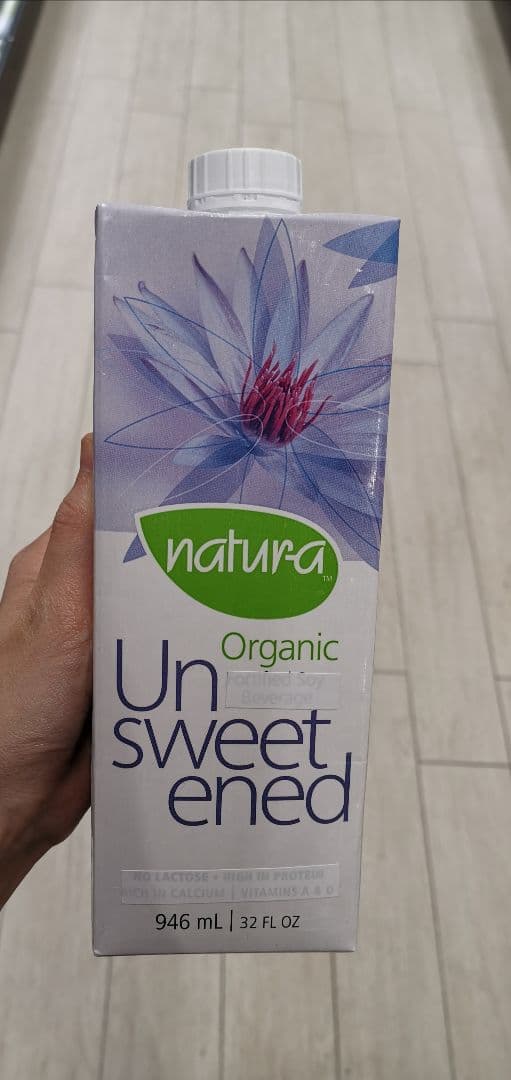 natura
TM
Organic
Fortified Soy
Beverage
Un
sweet
ened
NO LACTOSE • HIGH IN PROTEIN
RICH IN CALCIUM | VITAMINS A & D
946 mL | 32 FL OZ